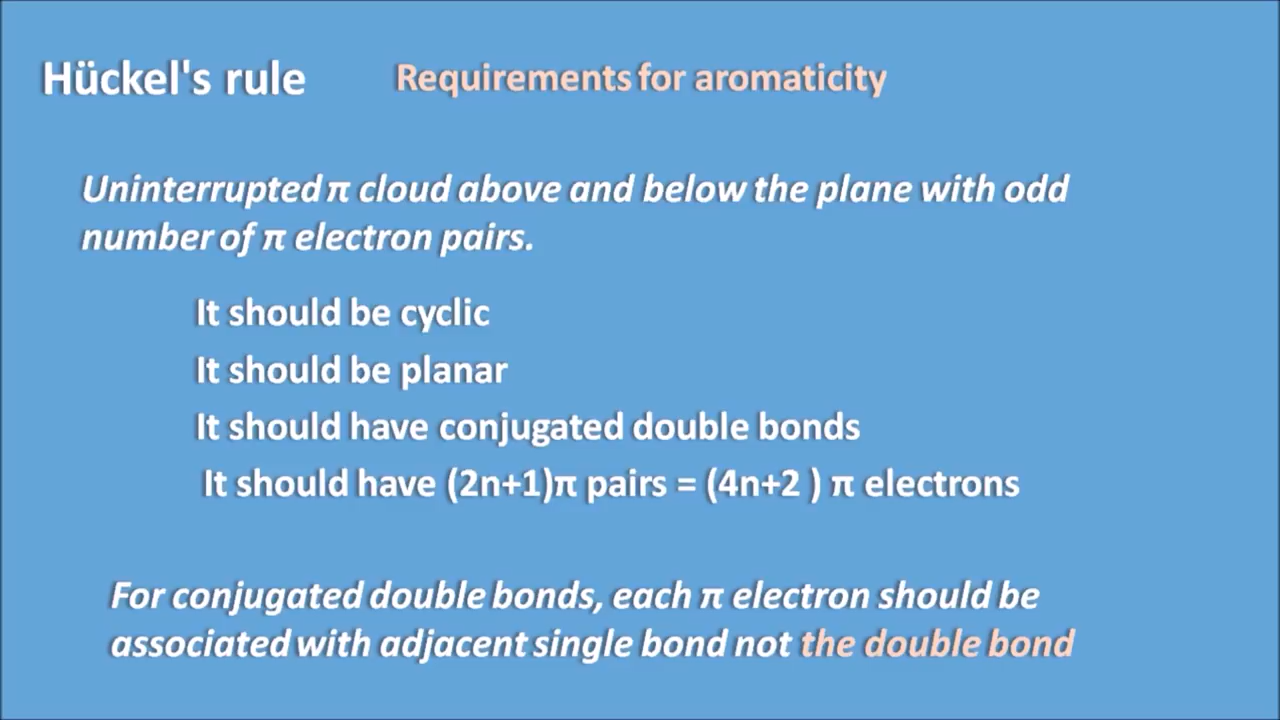 Hückel's rule Requirements for aromaticity
Uninterrupted π cloud above and below the plane with odd
number of π electron pairs.
It should be cyclic
It should be planar
It should have conjugated double bonds
It should have (2n+1)π pairs = (4n+2 ) π electrons
For conjugated double bonds, each π electron should be
associated with adjacent single bond not the double bond